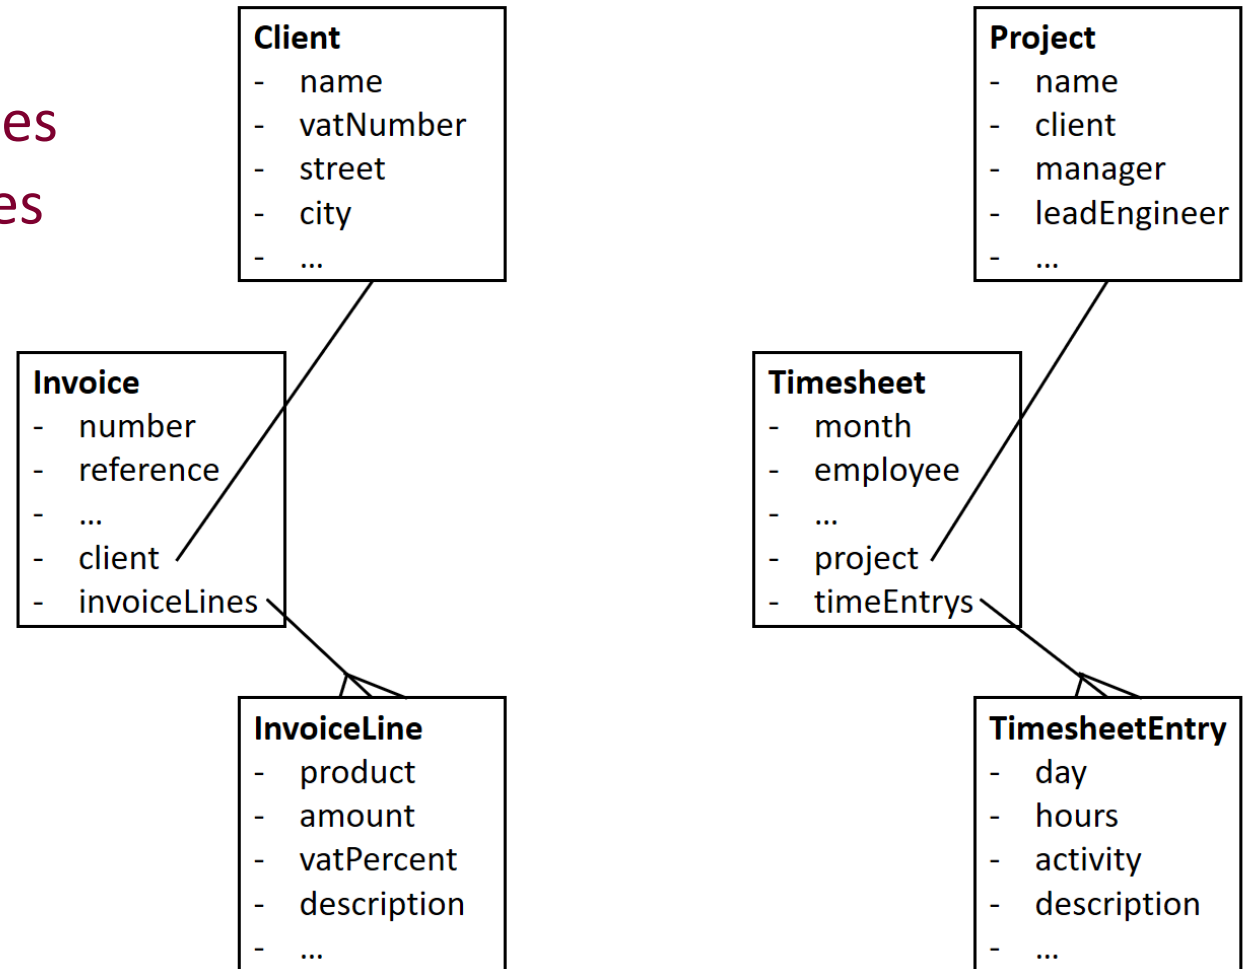 Client
- name
- vatNumber
- street
- city
- ...
Project
- name
- client
- manager
- leadEngineer
- ...
Invoice
- number
- reference
- ...
- client
- invoiceLines
Timesheet
- month
- employee
- ...
- project
- timeEntrys
InvoiceLine
- product
- amount
- vatPercent
- description
- ...
TimesheetEntry
- day
- hours
- activity
- description
- ...